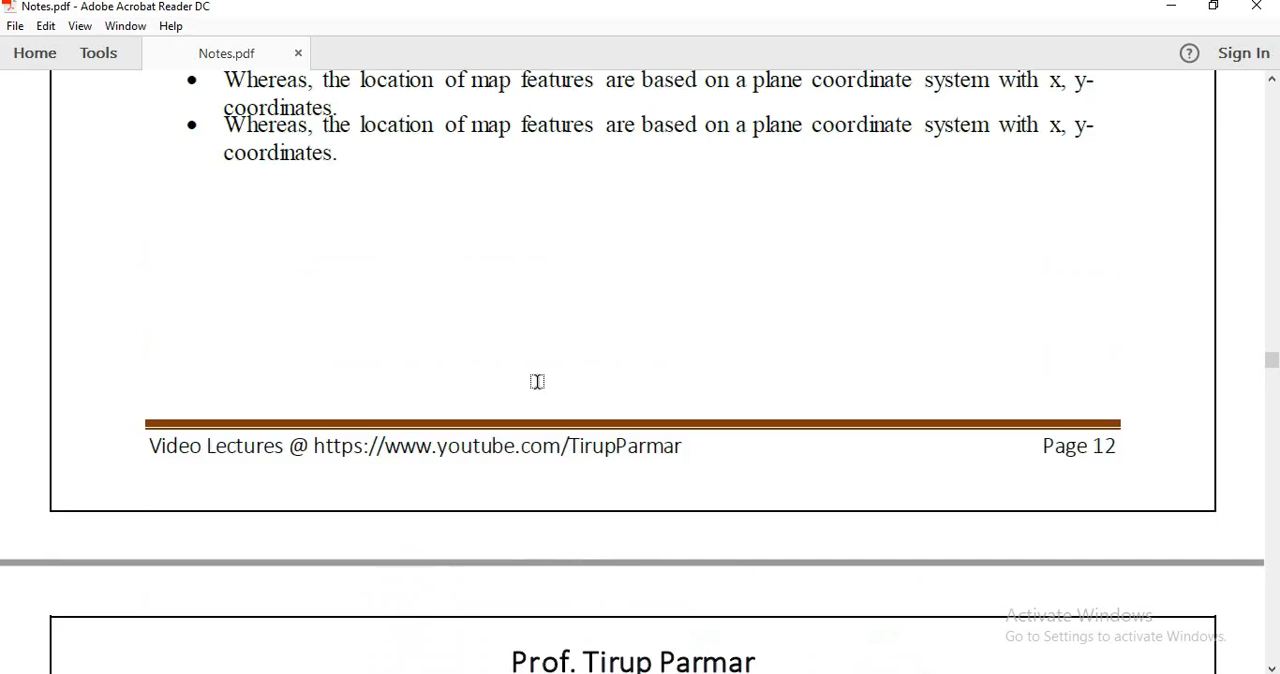 Notes.pdf - Adobe Acrobat Reader DC
File Edit View Window Help
Home Tools Notes.pdf × ? Sign In
• Whereas, the location of map features are based on a plane coordinate system with x, y-
coordinates.
• Whereas, the location of map features are based on a plane coordinate system with x, y-
coordinates.
Video Lectures @ https://www.youtube.com/TirupParmar Page 12
Activate Windows
Go to Settings to activate Windows.
Prof. Tirup Parmar